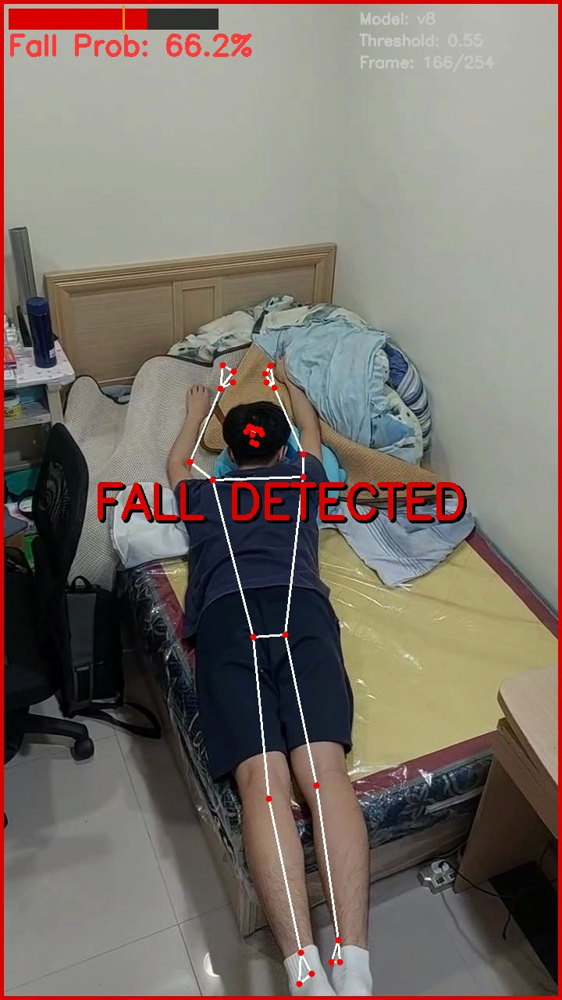 Fall Prob: 66.2%
Model: v8
Threshold: 0.55
Frame: 166/254
FALL DETECTED